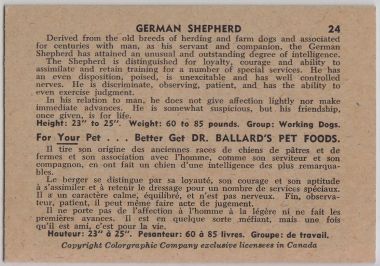 GERMAN SHEPHERD 24
Derived from the old breeds of herding and farm dogs and associated
for centuries with man, as his servant and companion, the German
Shepherd has attained an unusual and outstanding degree of intelligence.
The Shepherd is distinguished for loyalty, courage and ability to
assimilate and retain training for a number of special services. He has
an even disposition, poised, is unexcitable and has well controlled
nerves. He is discriminate, observing, patient, and has the ability to
even exercise judgment.
In his relation to man, he does not give affection lightly nor make
immediate advances. He is somewhat suspicious, but his friendship,
once given, is for life.
Height: 23" to 25". Weight: 60 to 85 pounds. Group: Working Dogs.
For Your Pet . . . Better Get DR. BALLARD'S PET FOODS.
Il tire son origine des anciennes races de chiens de pâtres et de
fermes et son association avec l'homme, comme son serviteur et son
compagnon, en ont fait un chien d'une intelligence des plus remarqua-
bles.
Le berger se distingue par sa loyauté, son courage et son aptitude
à s'assimiler et à retenir le dressage pour un nombre de services spéciaux.
Il a un caractère calme, équilibré, et n'est pas nerveux. Fin, observa-
teur, patient, il peut même faire acte de jugement.
Il ne porte pas de l'affection à l'homme à la légère ni ne fait les
premières avances. Il est en quelque sorte méfiant, mais une fois
qu'il est ami, c'est pour la vie.
Hauteur: 23" à 25". Pesanteur: 60 à 85 livres. Groupe: de travail.
Copyright Colorgraphic Company exclusive licensees in Canada